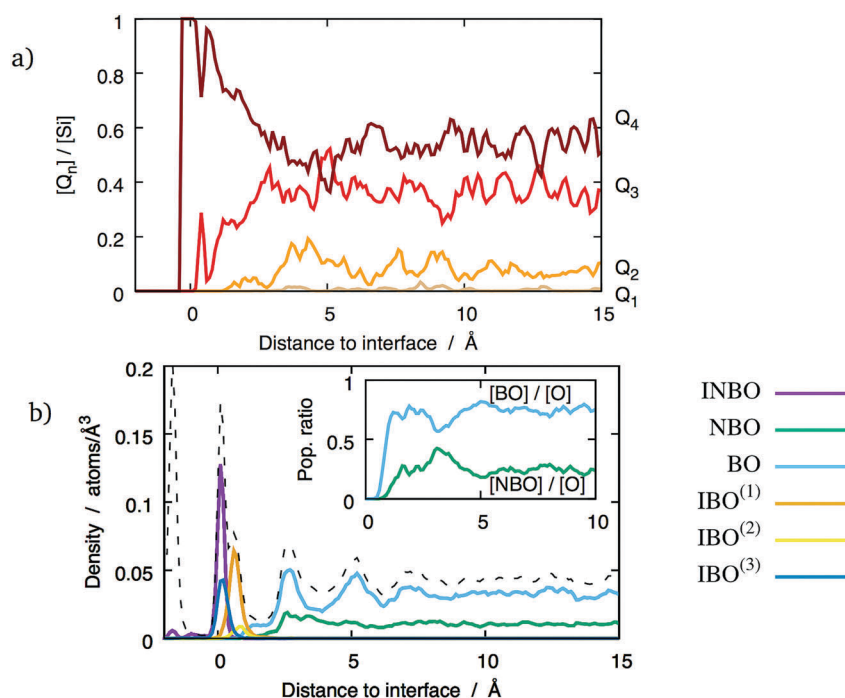 a)
[Qn] / [Si]
1
0.8
0.6
0.4
0.2
0
0
5
10
15
Q4
Q3
Q2
Q1
Distance to interface / Å
b)
Density / atoms/Å³
0.2
0.15
0.1
0.05
0
0
5
10
15
Distance to interface / Å
Pop. ratio
1
0.5
0
0
5
10
[BO] / [O]
[NBO] / [O]
INBO
NBO
BO
IBO(1)
IBO(2)
IBO(3)